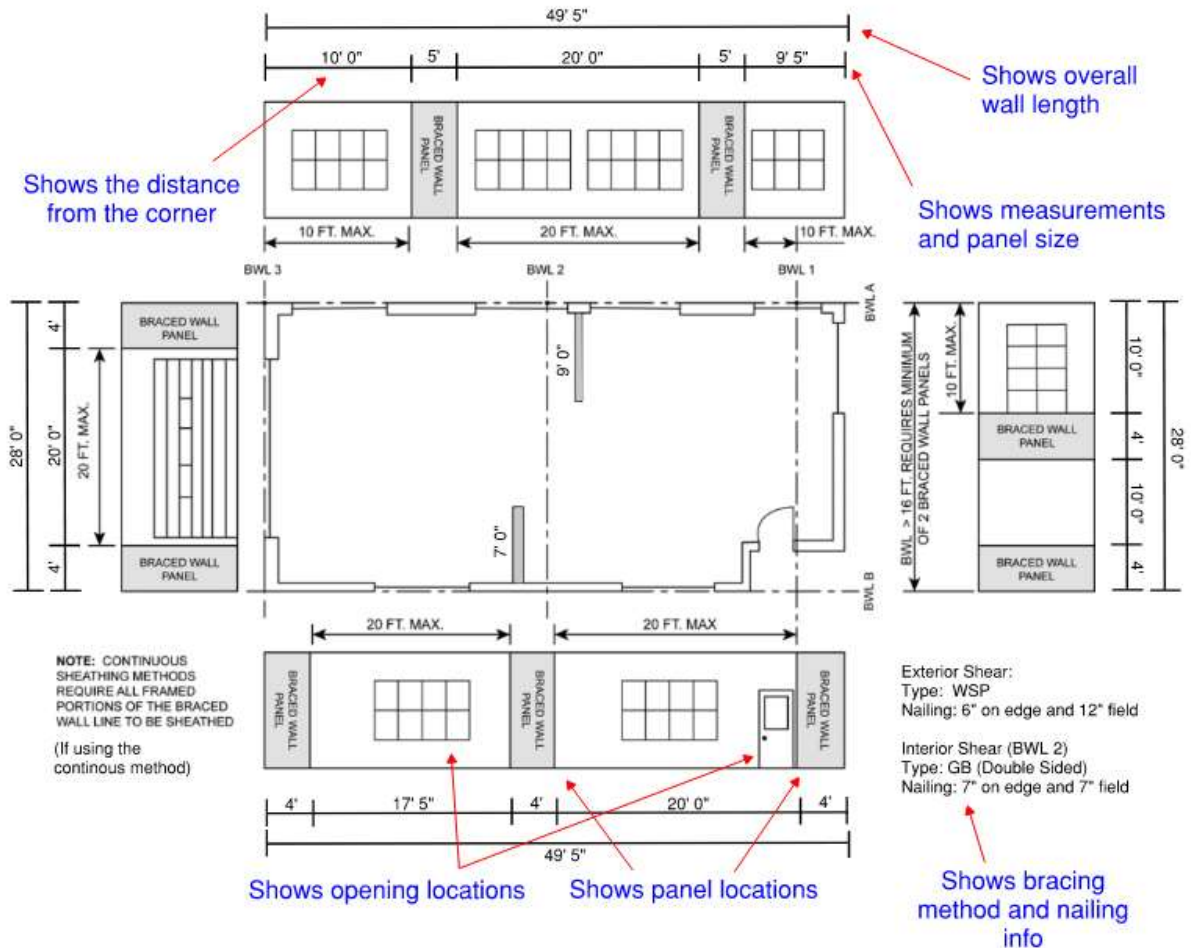 49' 5"
10' 0"
5'
20' 0"
5'
9' 5"
Shows overall
wall length
BRACED WALL
PANEL
BRACED WALL
PANEL
Shows the distance
from the corner
Shows measurements
and panel size
10 FT. MAX.
20 FT. MAX.
10 FT. MAX.
BWL 3
BWL 2
BWL 1
BWL A
28' 0"
4'
20' 0"
4'
20 FT. MAX.
BRACED WALL
PANEL
BRACED WALL
PANEL
9' 0"
7' 0"
BWL B
BWL > 16 FT. REQUIRES MINIMUM
OF 2 BRACED WALL PANELS
10 FT. MAX.
BRACED WALL
PANEL
BRACED WALL
PANEL
10' 0"
4'
10' 0"
4'
28' 0"
20 FT. MAX.
20 FT. MAX
NOTE: CONTINUOUS
SHEATHING METHODS
REQUIRE ALL FRAMED
PORTIONS OF THE BRACED
WALL LINE TO BE SHEATHED
(If using the
continous method)
BRACED WALL
PANEL
BRACED WALL
PANEL
BRACED WALL
PANEL
Exterior Shear:
Type: WSP
Nailing: 6" on edge and 12" field
Interior Shear (BWL 2)
Type: GB (Double Sided)
Nailing: 7" on edge and 7" field
4'
17' 5"
4'
20' 0"
4'
49' 5"
Shows opening locations
Shows panel locations
Shows bracing
method and nailing
info